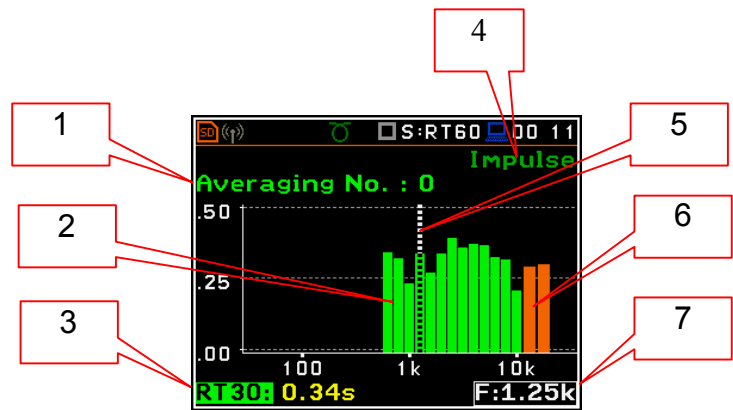 4
1
5
SD S:RT60 00 11
Impulse
Averaging No. : 0
.50
2
6
.25
3
7
.00
100 1k 10k
RT30: 0.34s F:1.25k